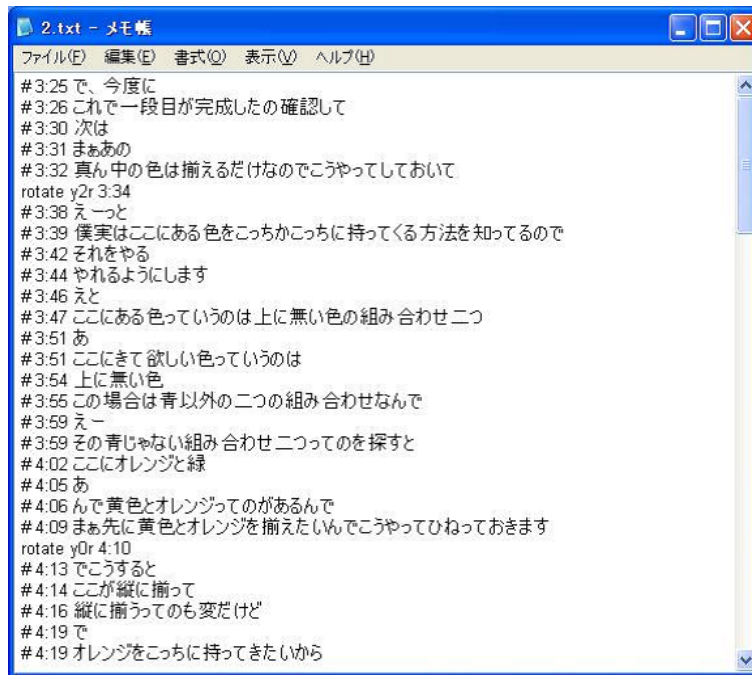 2.txt - メモ帳
ファイル(F) 編集(E) 書式(O) 表示(V) ヘルプ(H)
#3:25 で、今度に
#3:26 これで一段目が完成したの確認して
#3:30 次は
#3:31 まぁあの
#3:32 真ん中の色は揃えるだけなのでこうやってしておいて
rotate y2r 3:34
#3:38 えーっと
#3:39 僕実はここにある色をこっちかこっちに持ってくる方法を知ってるので
#3:42 それをやる
#3:44 やれるようにします
#3:46 えと
#3:47 ここにある色っていうのは上に無い色の組み合わせ二つ
#3:51 あ
#3:51 ここにきて欲しい色っていうのは
#3:54 上に無い色
#3:55 この場合は青以外の二つの組み合わせなんで
#3:59 えー
#3:59 その青じゃない組み合わせ二つってのを探すと
#4:02 ここにオレンジと緑
#4:05 あ
#4:06 んで黄色とオレンジってのがあるんで
#4:09 まぁ先に黄色とオレンジを揃えたいんでこうやってひねっておきます
rotate y0r 4:10
#4:13 でこうすると
#4:14 ここが縦に揃って
#4:16 縦に揃うってのも変だけど
#4:19 で
#4:19 オレンジをこっちに持ってきたいから